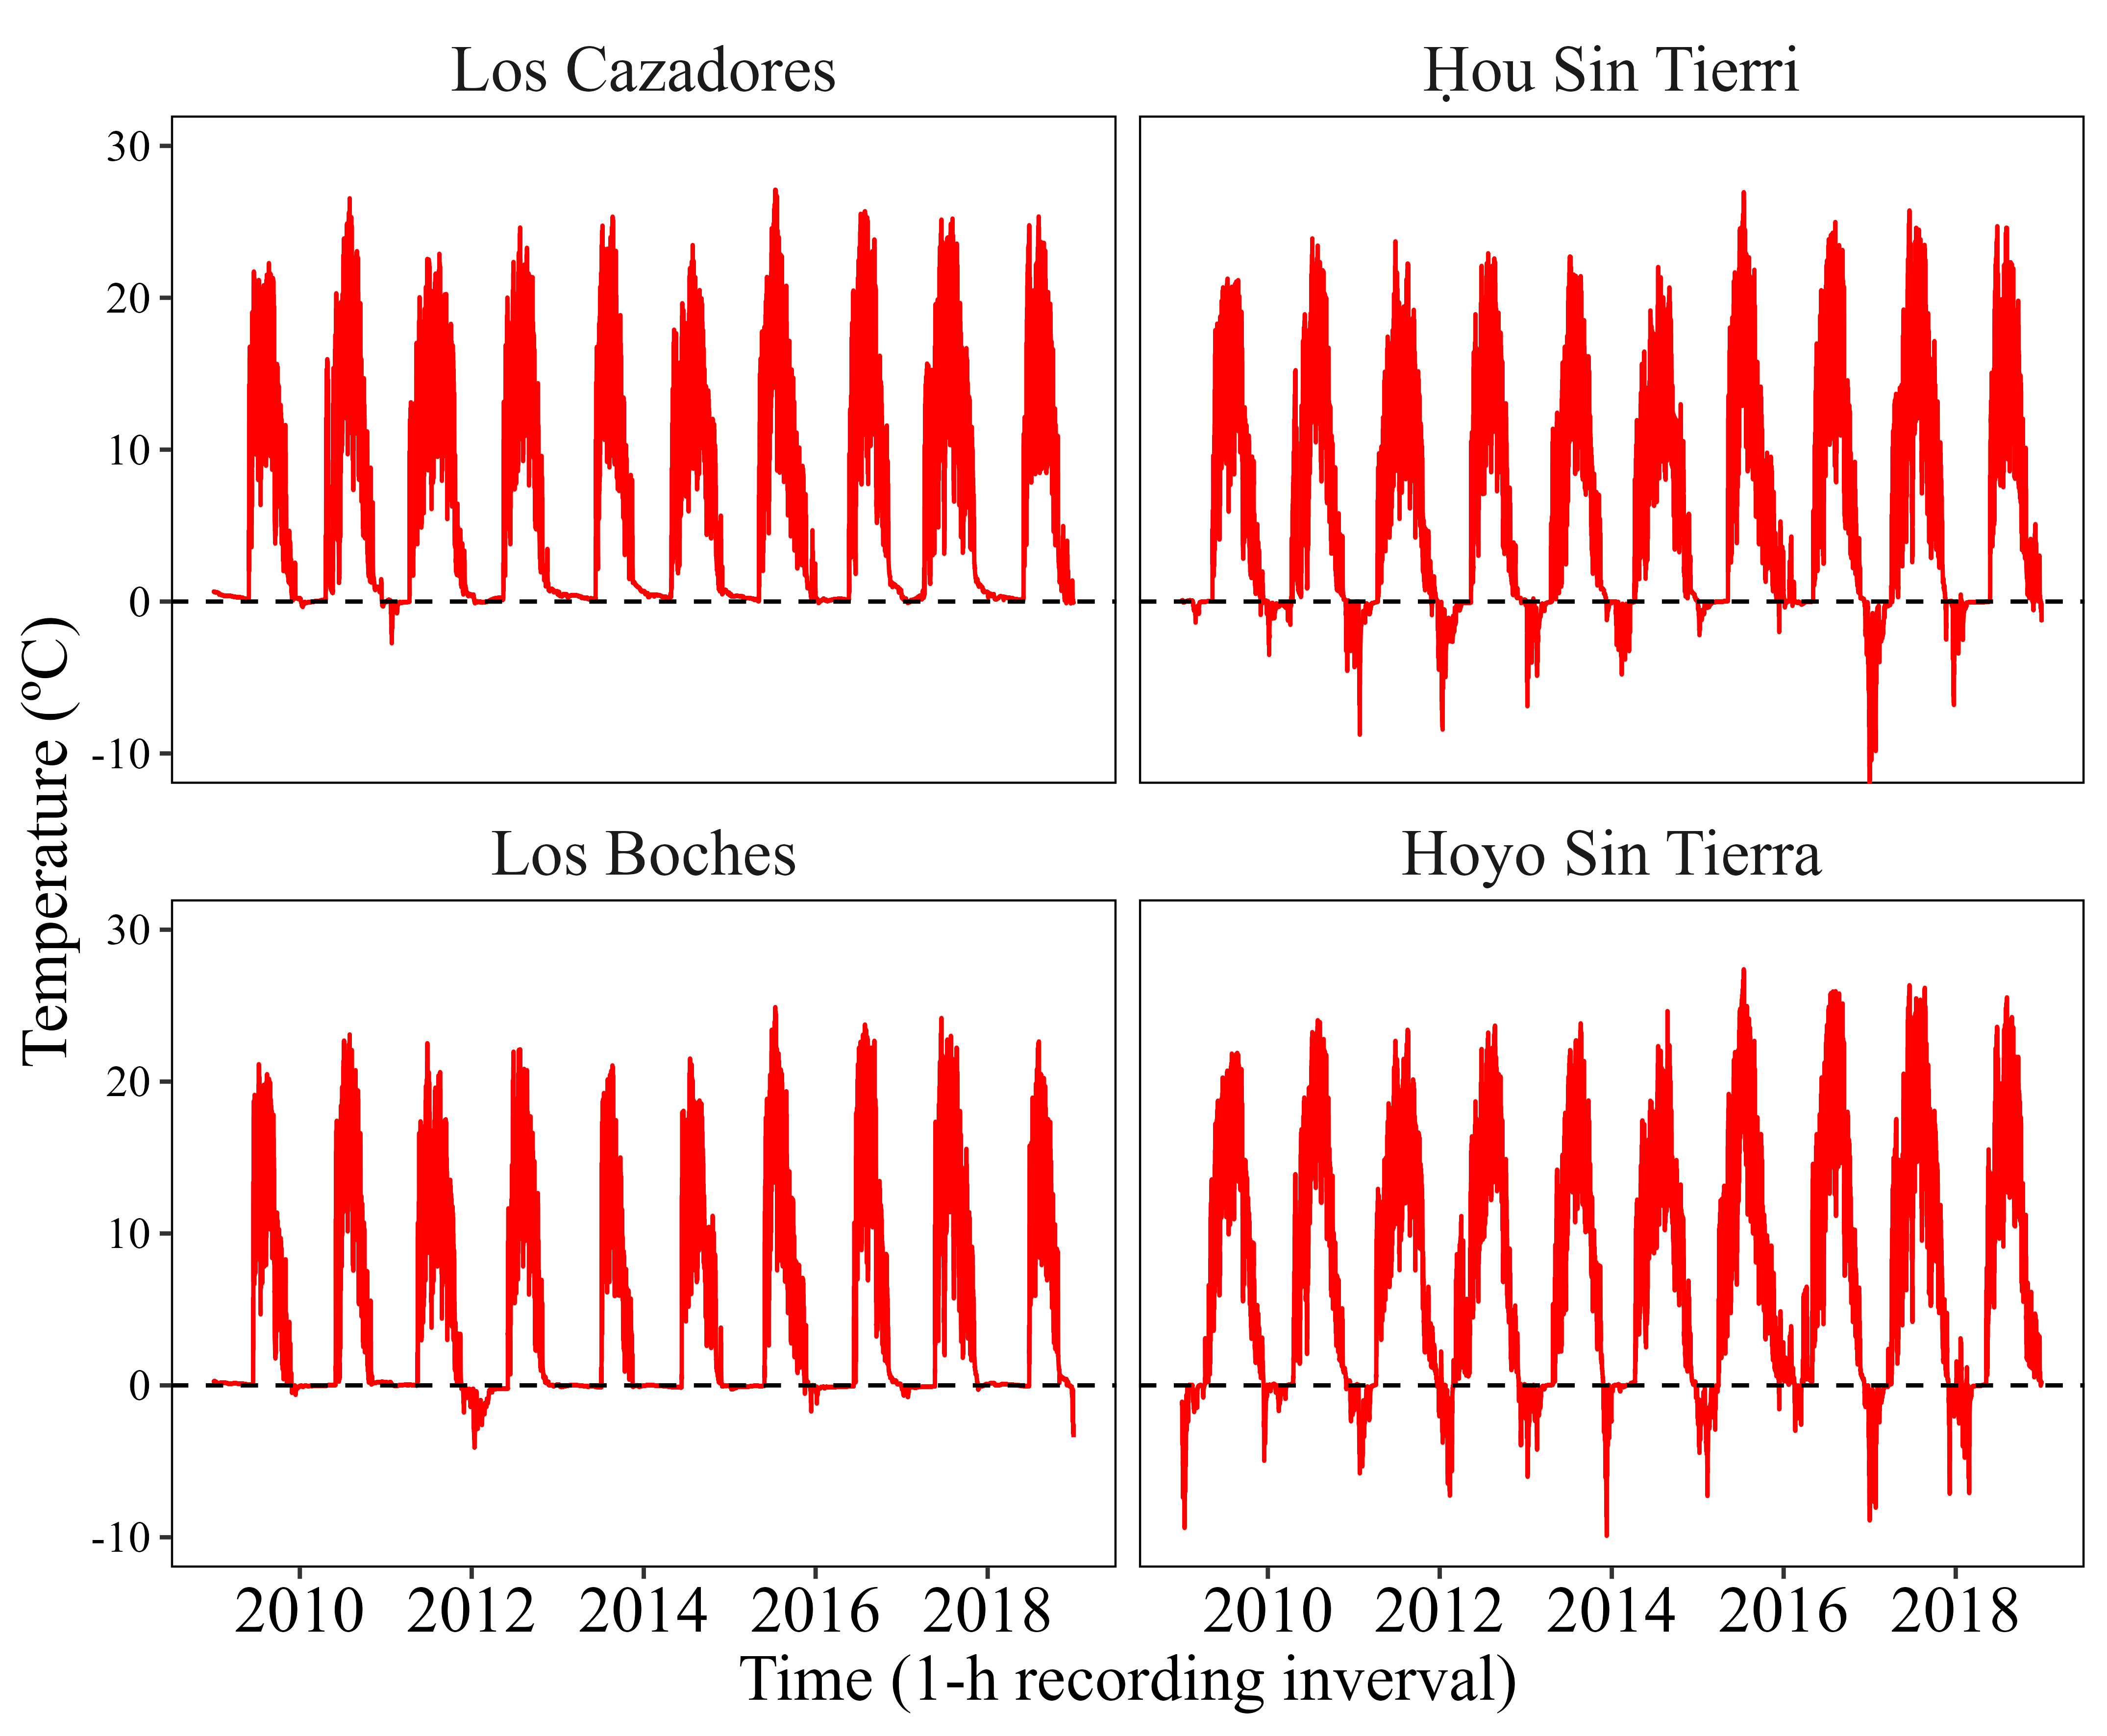 Los Cazadores
Ḥou Sin Tierri
30
20
10
0
-10
Los Boches
Hoyo Sin Tierra
30
20
10
0
-10
2010 2012 2014 2016 2018
2010 2012 2014 2016 2018
Temperature (ºC)
Time (1-h recording inverval)